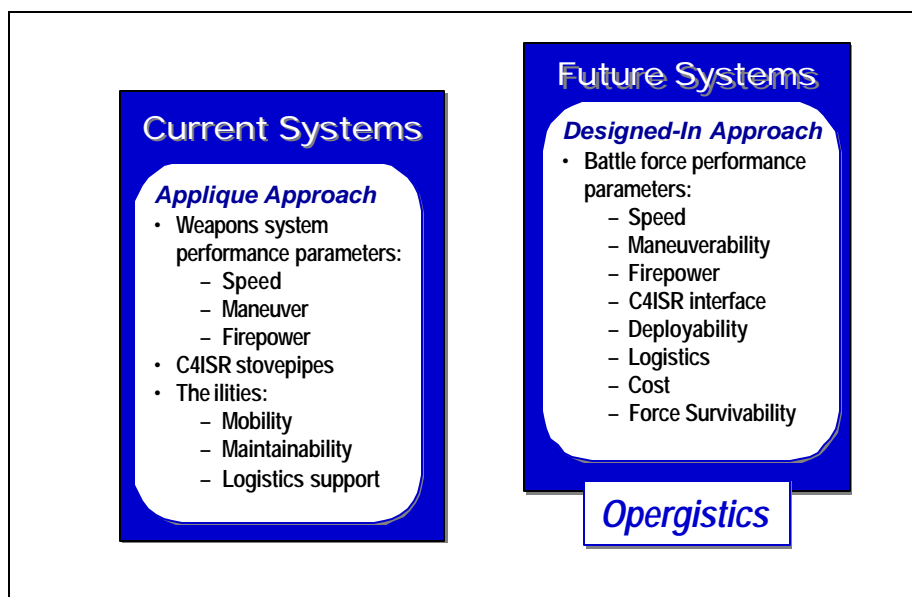 Current Systems
Applique Approach
• Weapons system
performance parameters:
– Speed
– Maneuver
– Firepower
• C4ISR stovepipes
• The ilities:
– Mobility
– Maintainability
– Logistics support
Future Systems
Designed-In Approach
• Battle force performance
parameters:
– Speed
– Maneuverability
– Firepower
– C4ISR interface
– Deployability
– Logistics
– Cost
– Force Survivability
Opergistics